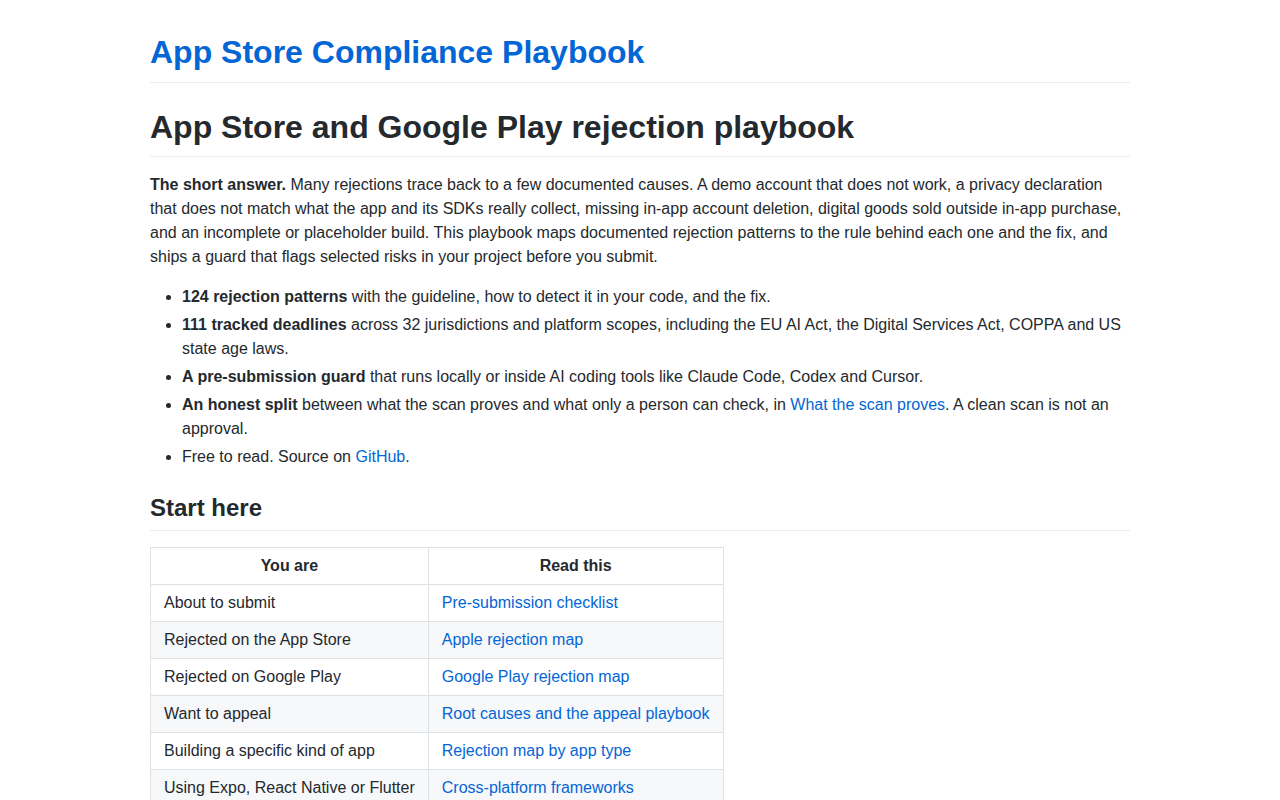 App Store Compliance Playbook
App Store and Google Play rejection playbook
The short answer. Many rejections trace back to a few documented causes. A demo account that does not work, a privacy declaration
that does not match what the app and its SDKs really collect, missing in-app account deletion, digital goods sold outside in-app purchase,
and an incomplete or placeholder build. This playbook maps documented rejection patterns to the rule behind each one and the fix, and
ships a guard that flags selected risks in your project before you submit.
124 rejection patterns with the guideline, how to detect it in your code, and the fix.
111 tracked deadlines across 32 jurisdictions and platform scopes, including the EU AI Act, the Digital Services Act, COPPA and US
state age laws.
A pre-submission guard that runs locally or inside AI coding tools like Claude Code, Codex and Cursor.
An honest split between what the scan proves and what only a person can check, in What the scan proves. A clean scan is not an
approval.
Free to read. Source on GitHub.
Start here
You are Read this
About to submit Pre-submission checklist
Rejected on the App Store Apple rejection map
Rejected on Google Play Google Play rejection map
Want to appeal Root causes and the appeal playbook
Building a specific kind of app Rejection map by app type
Using Expo, React Native or Flutter Cross-platform frameworks